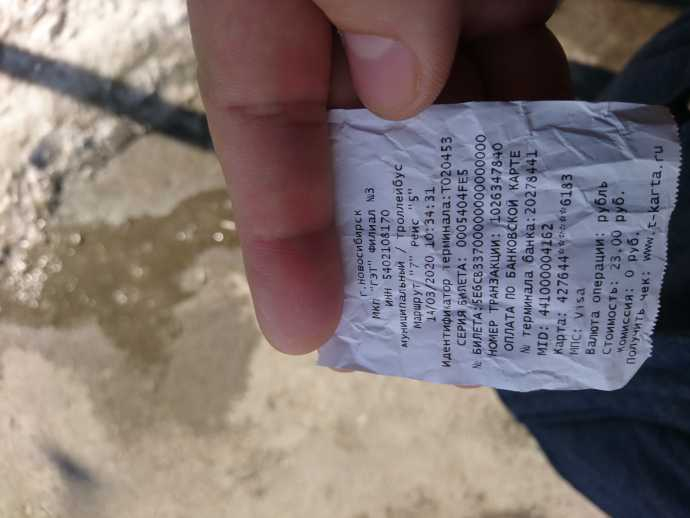 г.Новосибирск
МКП "ГЭТ" Филиал №3
ИНН 5402108170
муниципальный / Троллейбус
Маршрут "7" Рейс "5"
14/03/2020 10:34:31
Идентификатор терминала:T020453
СЕРИЯ БИЛЕТА: 0005404FE5
№ БИЛЕТА:5E6CB3370000000000000000
НОМЕР ТРАНЗАКЦИИ: 1026347840
ОПЛАТА ПО БАНКОВСКОЙ КАРТЕ
№ терминала банка:20278441
MID: 441000004162
Карта: 427644******6183
МПС: Visa
Валюта операции: рубль
Стоимость: 23,00 руб.
Комиссия: 0 руб.
Получить чек: www.t-karta.ru